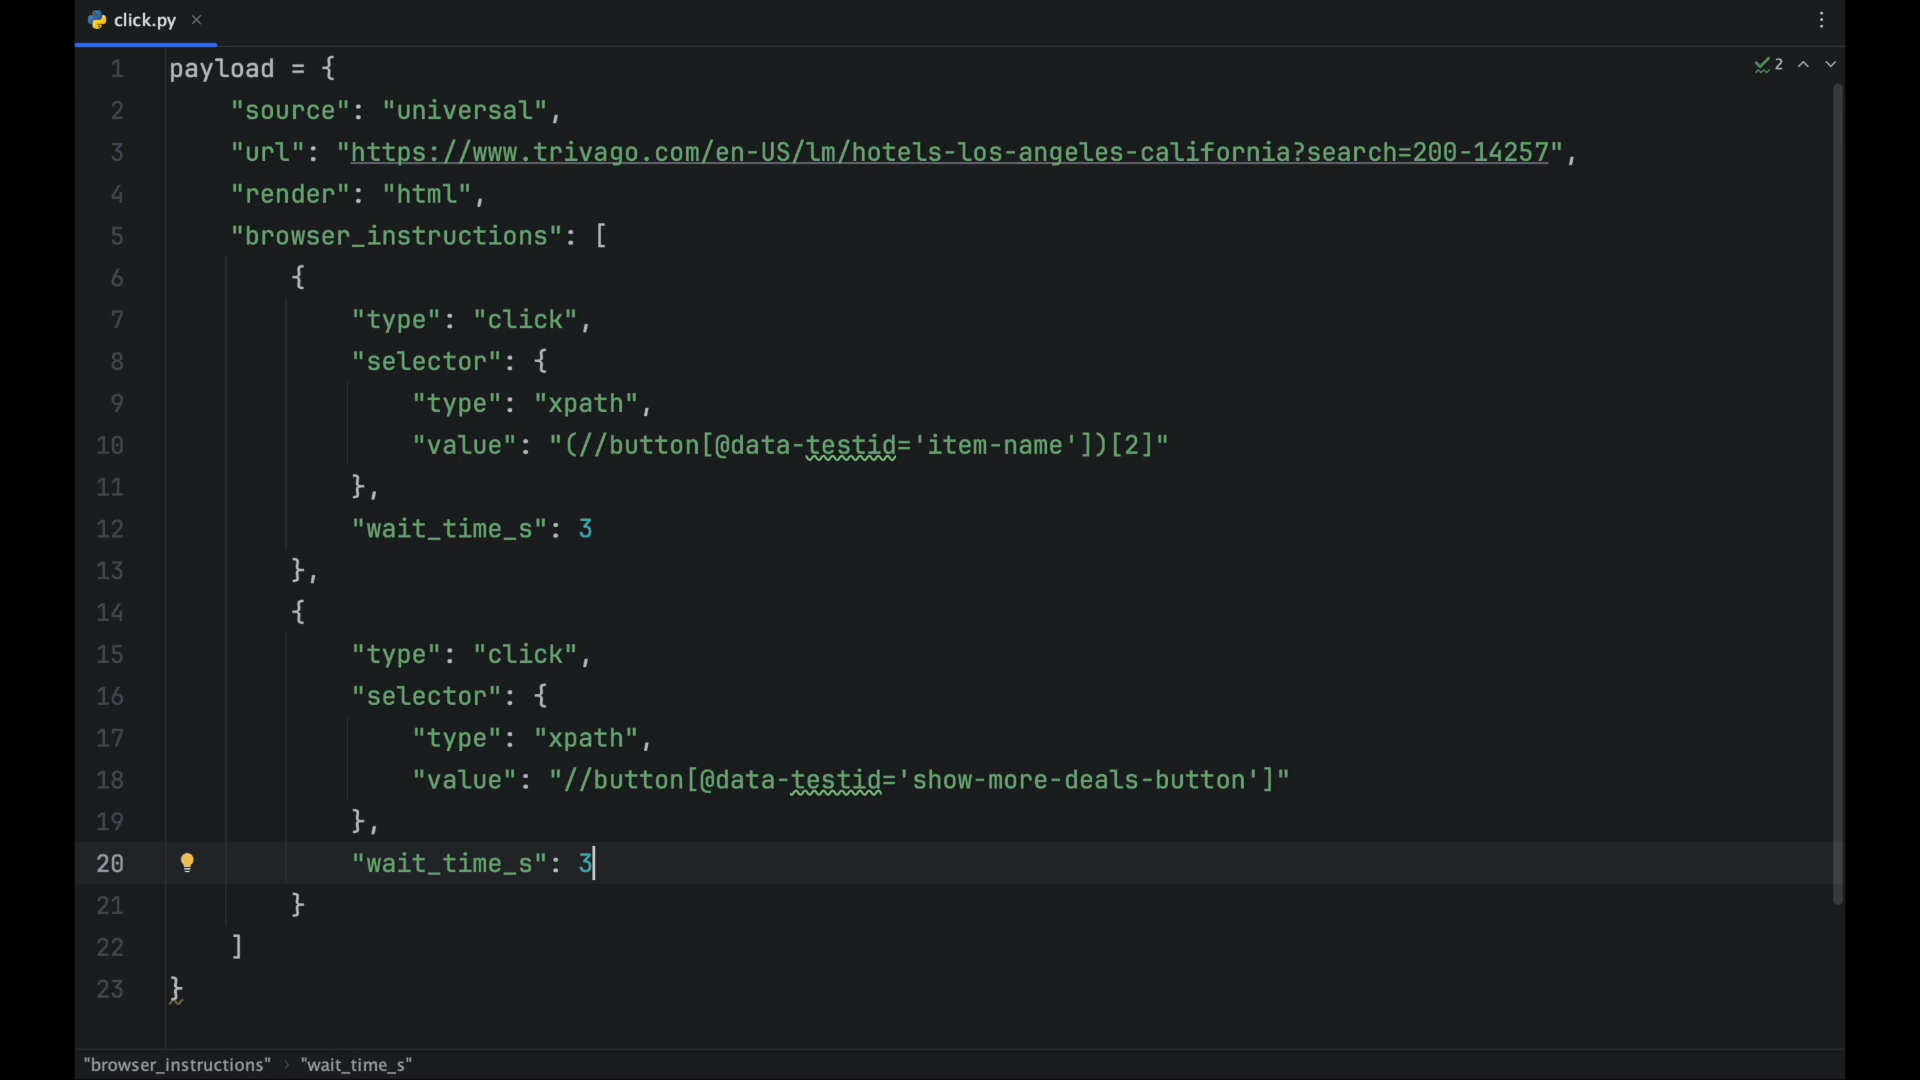 click.py
2
1 payload = {
2 "source": "universal",
3 "url": "https://www.trivago.com/en-US/lm/hotels-los-angeles-california?search=200-14257",
4 "render": "html",
5 "browser_instructions": [
6 {
7 "type": "click",
8 "selector": {
9 "type": "xpath",
10 "value": "(//button[@data-testid='item-name'])[2]"
11 },
12 "wait_time_s": 3
13 },
14 {
15 "type": "click",
16 "selector": {
17 "type": "xpath",
18 "value": "//button[@data-testid='show-more-deals-button']"
19 },
20 "wait_time_s": 3
21 }
22 ]
23 }
"browser_instructions" › "wait_time_s"